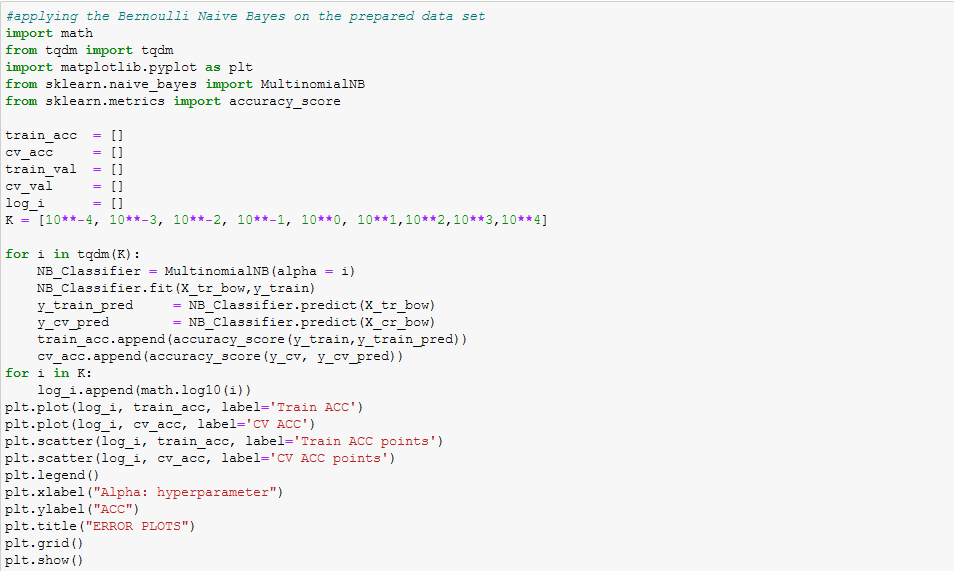 #applying the Bernoulli Naive Bayes on the prepared data set
import math
from tqdm import tqdm
import matplotlib.pyplot as plt
from sklearn.naive_bayes import MultinomialNB
from sklearn.metrics import accuracy_score

train_acc  = []
cv_acc     = []
train_val  = []
cv_val     = []
log_i      = []
K = [10**-4, 10**-3, 10**-2, 10**-1, 10**0, 10**1,10**2,10**3,10**4]

for i in tqdm(K):
    NB_Classifier = MultinomialNB(alpha = i)
    NB_Classifier.fit(X_tr_bow,y_train)
    y_train_pred     = NB_Classifier.predict(X_tr_bow)
    y_cv_pred        = NB_Classifier.predict(X_cr_bow)
    train_acc.append(accuracy_score(y_train,y_train_pred))
    cv_acc.append(accuracy_score(y_cv, y_cv_pred))
for i in K:
    log_i.append(math.log10(i))
plt.plot(log_i, train_acc, label='Train ACC')
plt.plot(log_i, cv_acc, label='CV ACC')
plt.scatter(log_i, train_acc, label='Train ACC points')
plt.scatter(log_i, cv_acc, label='CV ACC points')
plt.legend()
plt.xlabel("Alpha: hyperparameter")
plt.ylabel("ACC")
plt.title("ERROR PLOTS")
plt.grid()
plt.show()